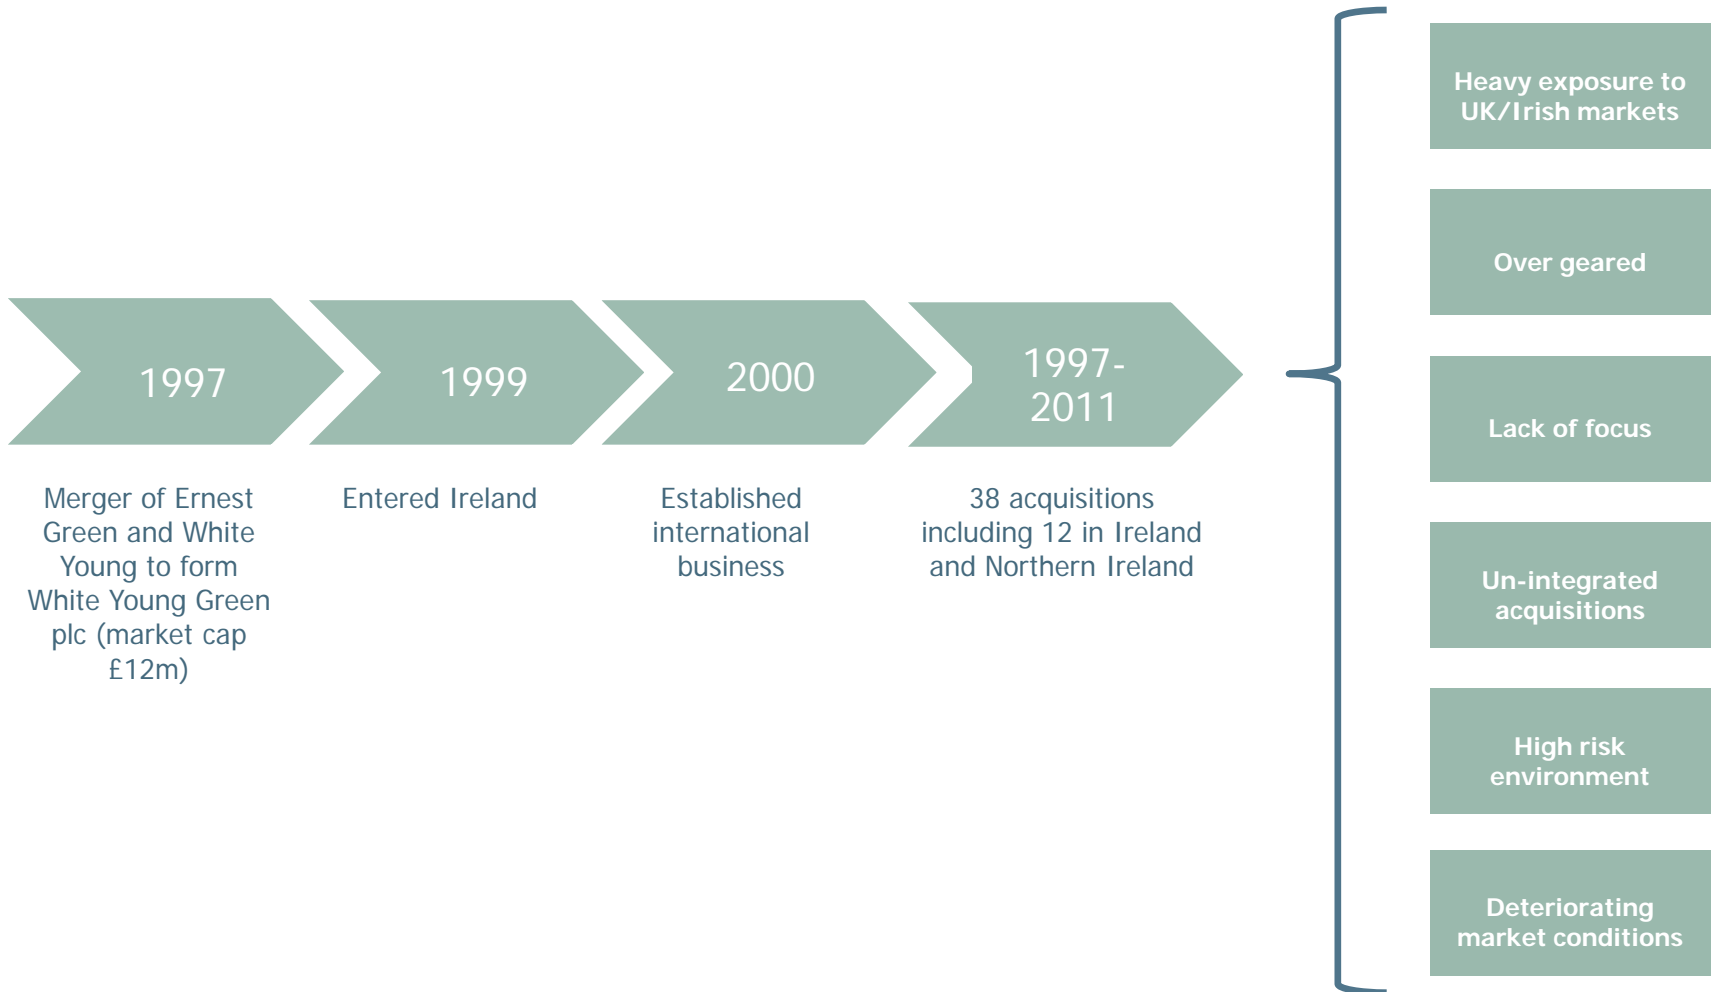 1997
Merger of Ernest
Green and White
Young to form
White Young Green
plc (market cap
£12m)
1999
Entered Ireland
2000
Established
international
business
1997-
2011
38 acquisitions
including 12 in Ireland
and Northern Ireland
Heavy exposure to
UK/Irish markets
Over geared
Lack of focus
Un-integrated
acquisitions
High risk
environment
Deteriorating
market conditions